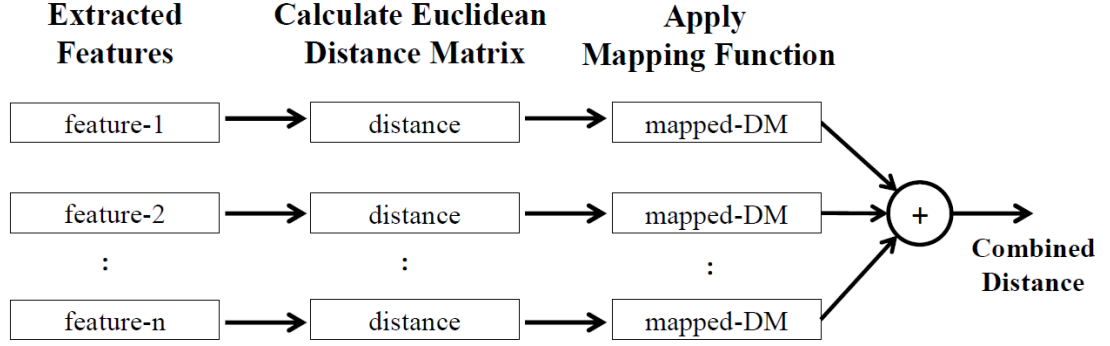 Extracted
Features
Calculate Euclidean
Distance Matrix
Apply
Mapping Function
feature-1
distance
mapped-DM
feature-2
distance
mapped-DM
+
:
:
:
Combined
Distance
feature-n
distance
mapped-DM